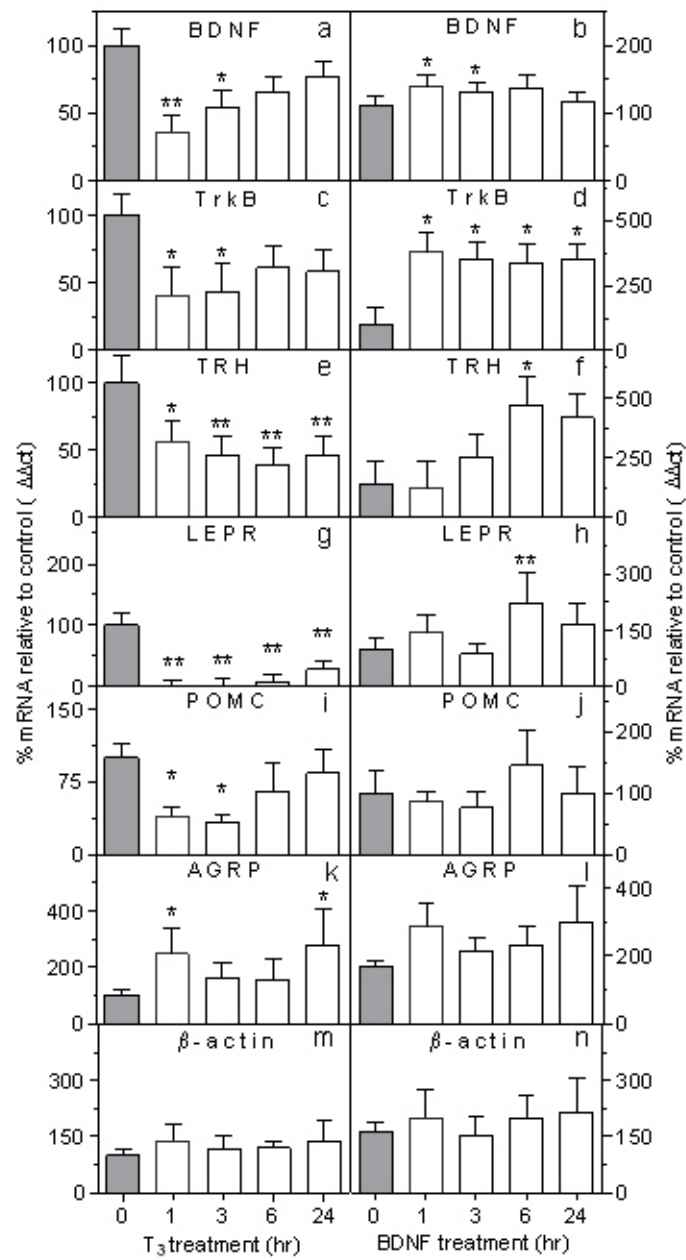 BDNF a BDNF b
100 200
** * * *
50 100
0 0
TrkB c TrkB d
100 500
* * * * * *
50 250
0 0
TRH e TRH f
100 500
* ** ** ** *
50 250
0 0
LEPR g LEPR h
200 300
100 150
** ** ** ** **
0 0
POMC i POMC j
150 200
75 100
* *
0 0
AGRP k AGRP l
400 400
* *
200 200
0 0
β-actin m β-actin n
300 300
150 150
0 0
0 1 3 6 24 0 1 3 6 24
T3 treatment (hr) BDNF treatment (hr)
% mRNA relative to control ( ΔΔct)
% mRNA relative to control ( ΔΔct)